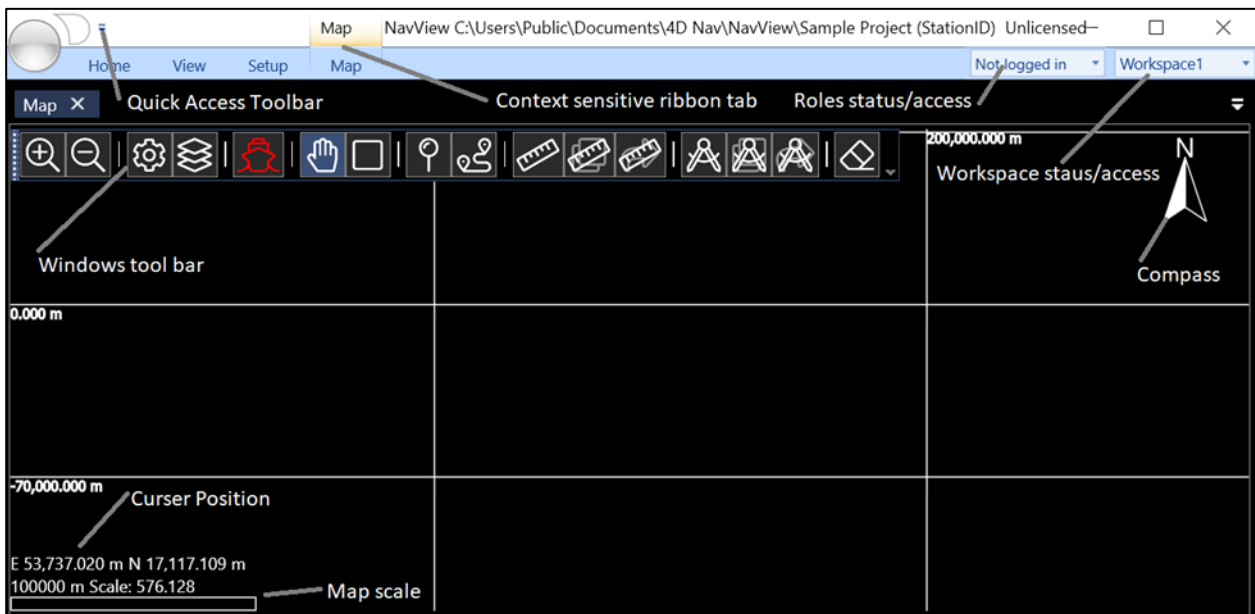 Map NavView C:\Users\Public\Documents\4D Nav\NavView\Sample Project (StationID) Unlicensed
Home View Setup Map Not logged in Workspace1
Map Quick Access Toolbar Context sensitive ribbon tab Roles status/access
200,000.000 m
N
Workspace staus/access
Windows tool bar
Compass
0.000 m
-70,000.000 m
Curser Position
E 53,737.020 m N 17,117.109 m
100000 m Scale: 576.128
Map scale